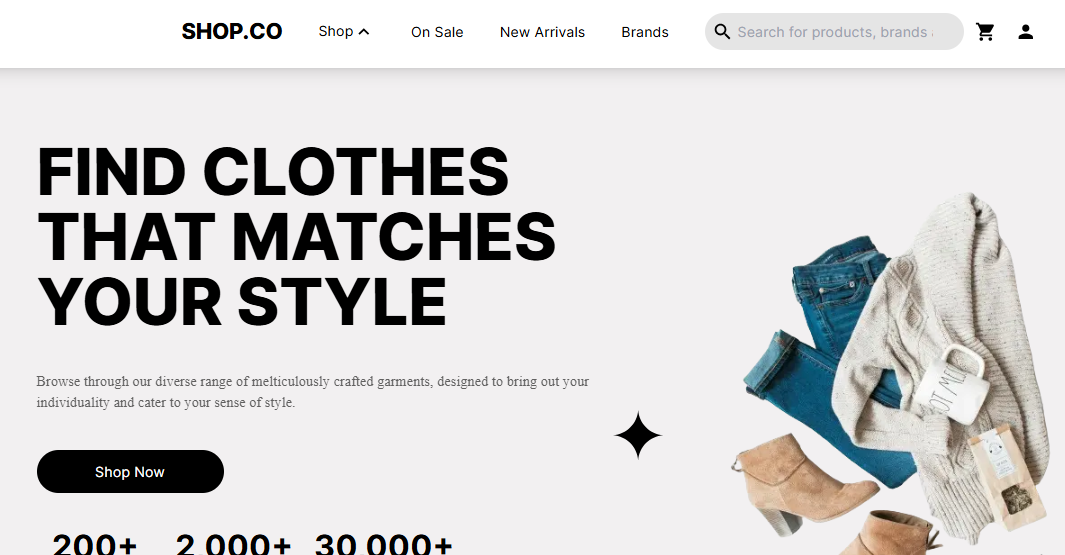 SHOP.CO Shop On Sale New Arrivals Brands Search for products, brands
FIND CLOTHES
THAT MATCHES
YOUR STYLE
Browse through our diverse range of melticulously crafted garments, designed to bring out your
individuality and cater to your sense of style.
Shop Now
200+ 2,000+ 30,000+